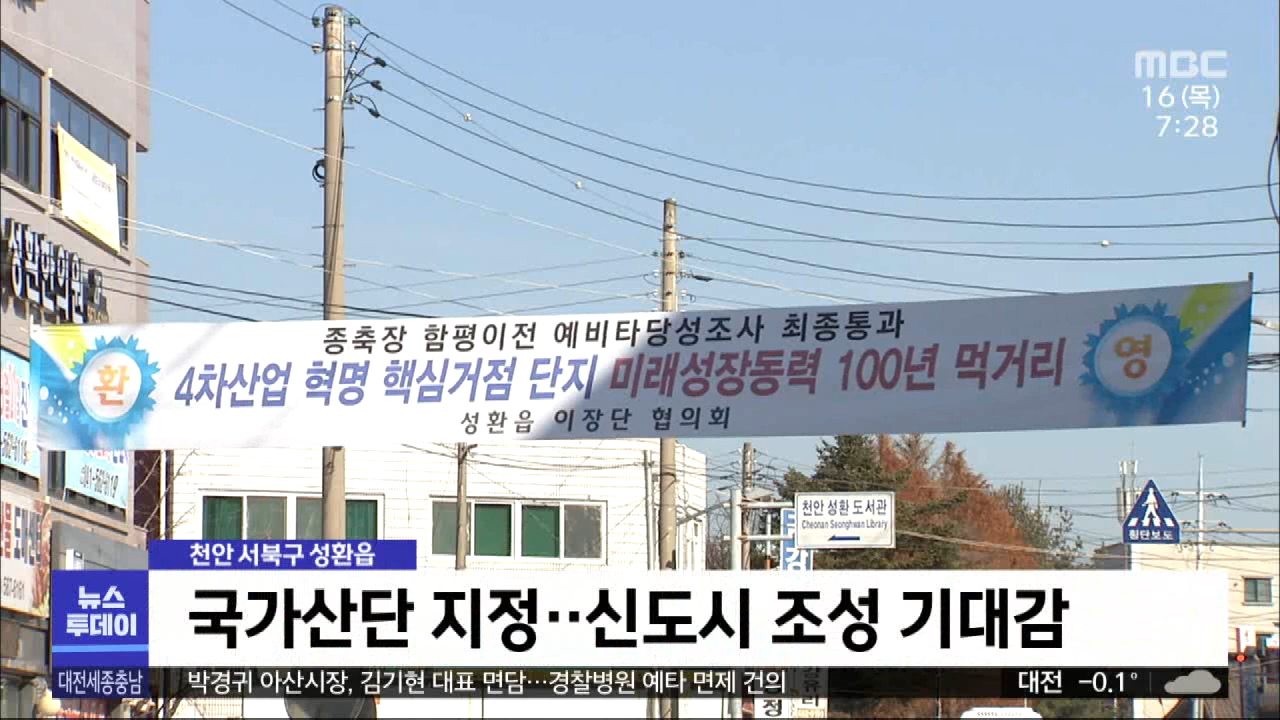 MBC
16(목)
7:28
성환한의원
종축장 함평이전 예비타당성조사 최종통과
환 4차산업 혁명 핵심거점 단지 미래성장동력 100년 먹거리 영
성환읍 이장단 협의회
천안 성환 도서관
Cheonan Seonghwan Library
횡단보도
천안 서북구 성환읍
뉴스
투데이
국가산단 지정··신도시 조성 기대감
대전세종충남
박경귀 아산시장, 김기현 대표 면담…경찰병원 예타 면제 건의
대전 -0.1°